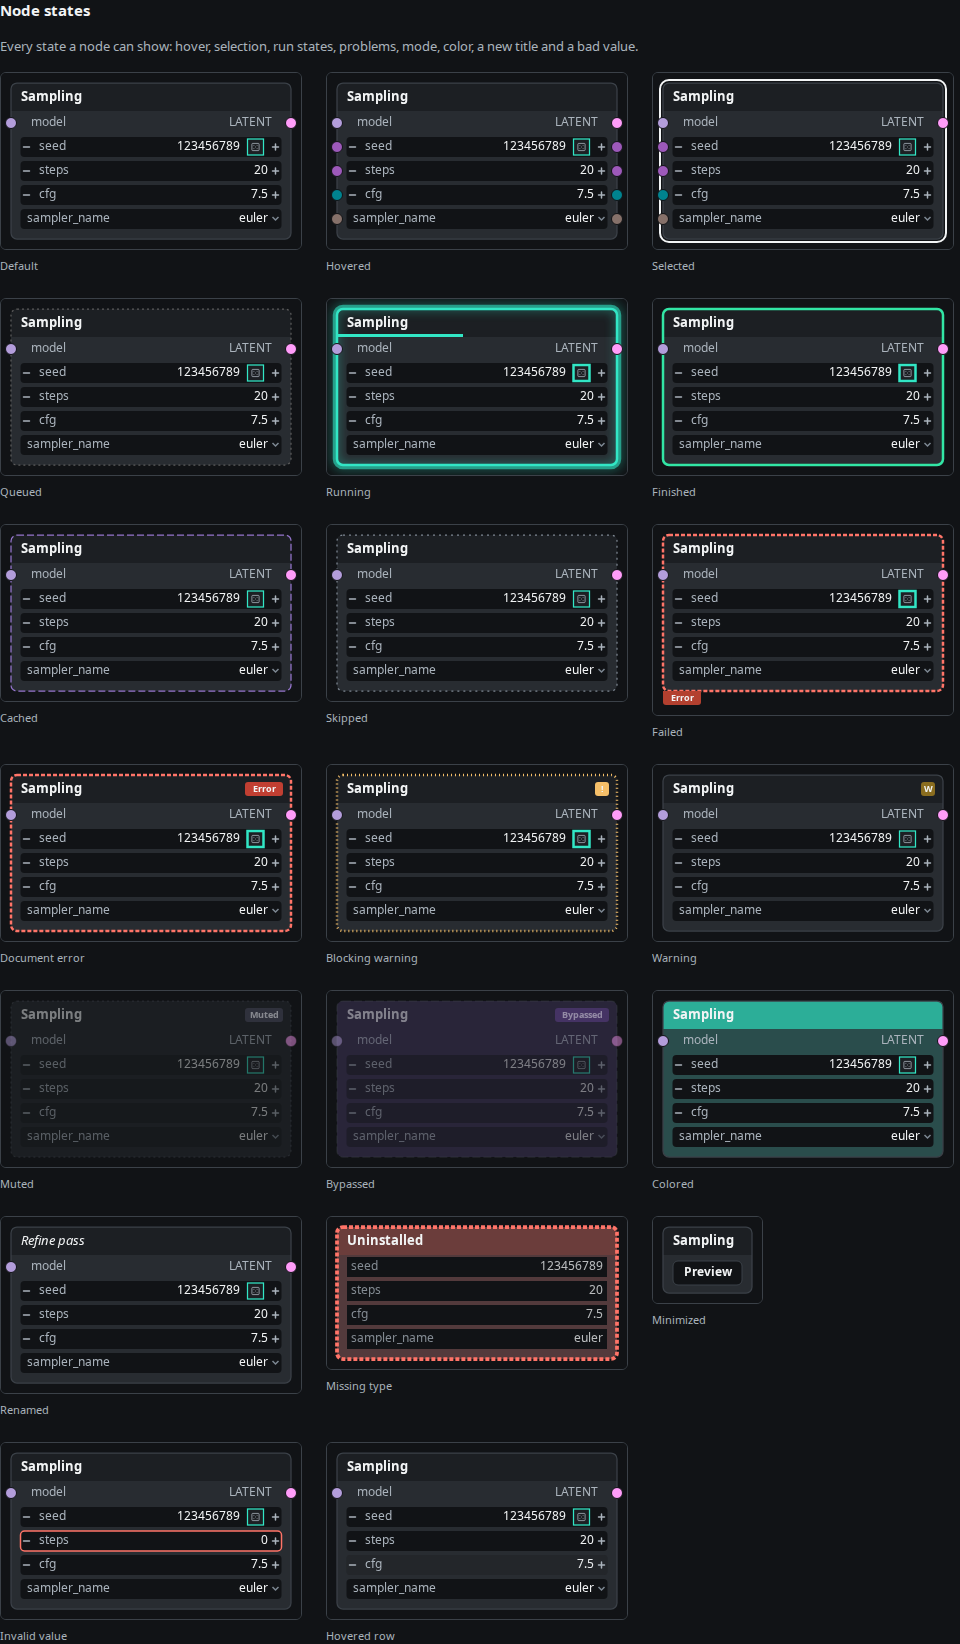 Node states
Every state a node can show: hover, selection, run states, problems, mode, color, a new title and a bad value.
Sampling
model LATENT
− seed 123456789 +
− steps 20 +
− cfg 7.5 +
sampler_name euler
Default
Sampling
model LATENT
− seed 123456789 +
− steps 20 +
− cfg 7.5 +
sampler_name euler
Hovered
Sampling
model LATENT
− seed 123456789 +
− steps 20 +
− cfg 7.5 +
sampler_name euler
Selected
Sampling
model LATENT
− seed 123456789 +
− steps 20 +
− cfg 7.5 +
sampler_name euler
Queued
Sampling
model LATENT
− seed 123456789 +
− steps 20 +
− cfg 7.5 +
sampler_name euler
Running
Sampling
model LATENT
− seed 123456789 +
− steps 20 +
− cfg 7.5 +
sampler_name euler
Finished
Sampling
model LATENT
− seed 123456789 +
− steps 20 +
− cfg 7.5 +
sampler_name euler
Cached
Sampling
model LATENT
− seed 123456789 +
− steps 20 +
− cfg 7.5 +
sampler_name euler
Skipped
Sampling
model LATENT
− seed 123456789 +
− steps 20 +
− cfg 7.5 +
sampler_name euler
Error
Failed
Sampling Error
model LATENT
− seed 123456789 +
− steps 20 +
− cfg 7.5 +
sampler_name euler
Document error
Sampling !
model LATENT
− seed 123456789 +
− steps 20 +
− cfg 7.5 +
sampler_name euler
Blocking warning
Sampling W
model LATENT
− seed 123456789 +
− steps 20 +
− cfg 7.5 +
sampler_name euler
Warning
Sampling Muted
model LATENT
− seed 123456789 +
− steps 20 +
− cfg 7.5 +
sampler_name euler
Muted
Sampling Bypassed
model LATENT
− seed 123456789 +
− steps 20 +
− cfg 7.5 +
sampler_name euler
Bypassed
Sampling
model LATENT
− seed 123456789 +
− steps 20 +
− cfg 7.5 +
sampler_name euler
Colored
Refine pass
model LATENT
− seed 123456789 +
− steps 20 +
− cfg 7.5 +
sampler_name euler
Renamed
Uninstalled
seed 123456789
steps 20
cfg 7.5
sampler_name euler
Missing type
Sampling
Preview
Minimized
Sampling
model LATENT
− seed 123456789 +
− steps 0 +
− cfg 7.5 +
sampler_name euler
Invalid value
Sampling
model LATENT
− seed 123456789 +
− steps 20 +
− cfg 7.5 +
sampler_name euler
Hovered row